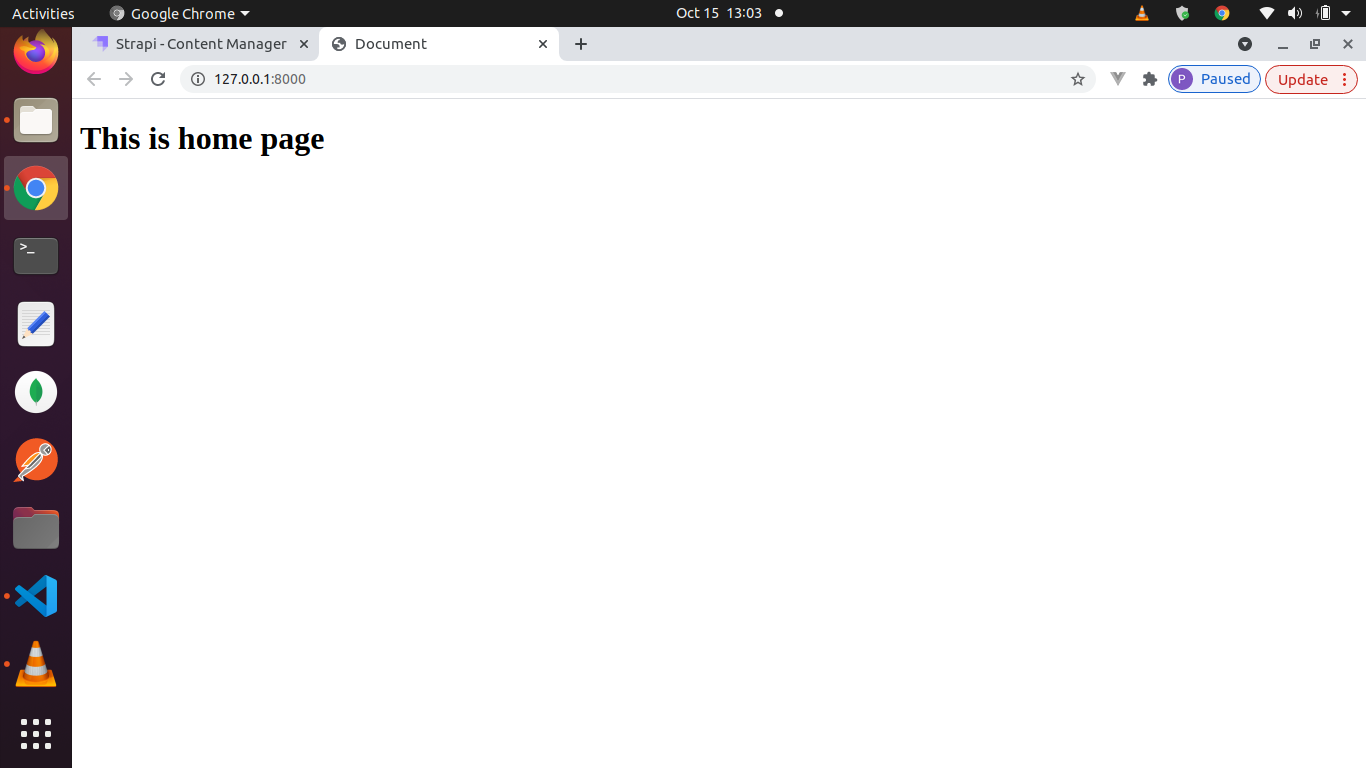 Activities Google Chrome Oct 15 13:03
Strapi - Content Manager Document
127.0.0.1:8000 P Paused Update
This is home page
>_